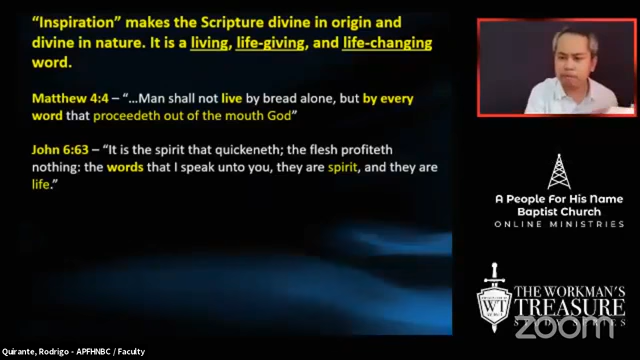 “Inspiration” makes the Scripture divine in origin and
divine in nature. It is a living, life-giving, and life-changing
word.
Matthew 4:4 – “…Man shall not live by bread alone, but by every
word that proceedeth out of the mouth God”
John 6:63 – “It is the spirit that quickeneth; the flesh profiteth
nothing: the words that I speak unto you, they are spirit, and they are
life.”
A People For His Name
Baptist Church
ONLINE MINISTRIES
WT
THE WORKMAN'S
TREASURE
zoom
Quirante, Rodrigo - APFHNBC / Faculty